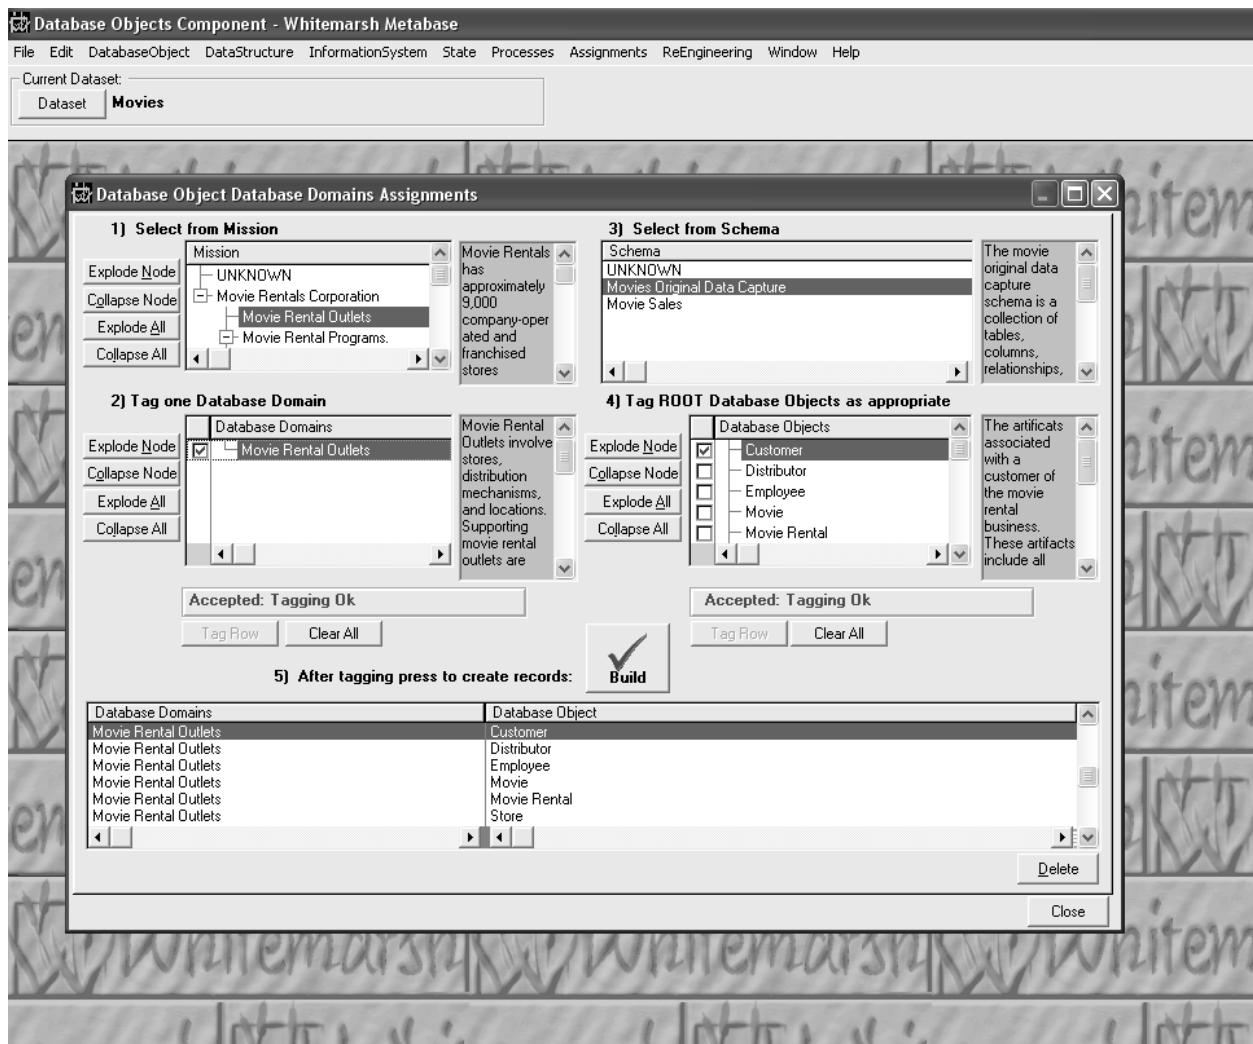 Database Objects Component - Whitemarsh Metabase
File Edit DatabaseObject DataStructure InformationSystem State Processes Assignments ReEngineering Window Help
Current Dataset:
Dataset Movies
Database Object Database Domains Assignments
1) Select from Mission
Explode Node
Collapse Node
Explode All
Collapse All
Mission
UNKNOWN
Movie Rentals Corporation
Movie Rental Outlets
Movie Rental Programs.
Movie Rentals
has
approximately
9,000
company-oper
ated and
franchised
stores
3) Select from Schema
Schema
UNKNOWN
Movies Original Data Capture
Movie Sales
The movie
original data
capture
schema is a
collection of
tables,
columns,
relationships,
2) Tag one Database Domain
Explode Node
Collapse Node
Explode All
Collapse All
Database Domains
Movie Rental Outlets
Movie Rental
Outlets involve
stores,
distribution
mechanisms,
and locations.
Supporting
movie rental
outlets are
Accepted: Tagging Ok
Tag Row Clear All
4) Tag ROOT Database Objects as appropriate
Explode Node
Collapse Node
Explode All
Collapse All
Database Objects
Customer
Distributor
Employee
Movie
Movie Rental
The artificats
associated
with a
customer of
the movie
rental
business.
These artifacts
include all
Accepted: Tagging Ok
Tag Row Clear All
5) After tagging press to create records:
Build
Database Domains Database Object
Movie Rental Outlets Customer
Movie Rental Outlets Distributor
Movie Rental Outlets Employee
Movie Rental Outlets Movie
Movie Rental Outlets Movie Rental
Movie Rental Outlets Store
Delete
Close
Whitemarsh
Whitemarsh